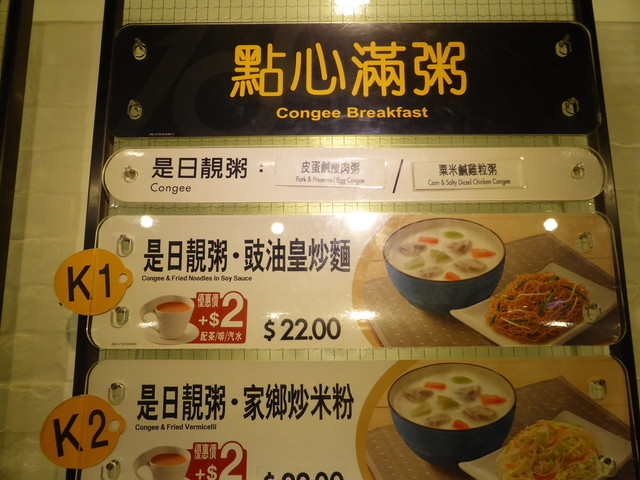 點心滿粥
Congee Breakfast
是日靚粥：
Congee
皮蛋鹹瘦肉粥
Pork & Preserved Egg Congee
/
粟米鹹雞粒粥
Corn & Salty Diced Chicken Congee
K1
是日靚粥・豉油皇炒麵
Congee & Fried Noodles in Soy Sauce
優惠價
+$2
配茶/啡/汽水
$22.00
K2
是日靚粥・家鄉炒米粉
Congee & Fried Vermicelli
優惠價
+$2